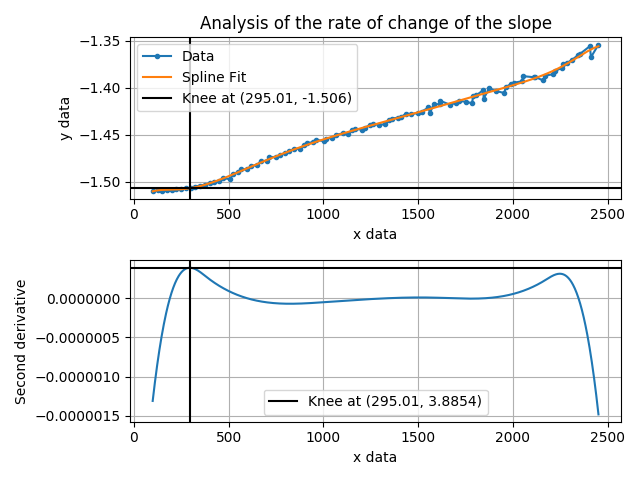 Analysis of the rate of change of the slope
Data
Spline Fit
Knee at (295.01, -1.506)
−1.35
−1.40
−1.45
−1.50
y data
0
500
1000
1500
2000
2500
x data
0.0000000
−0.0000005
−0.0000010
−0.0000015
Second derivative
Knee at (295.01, 3.8854)
0
500
1000
1500
2000
2500
x data